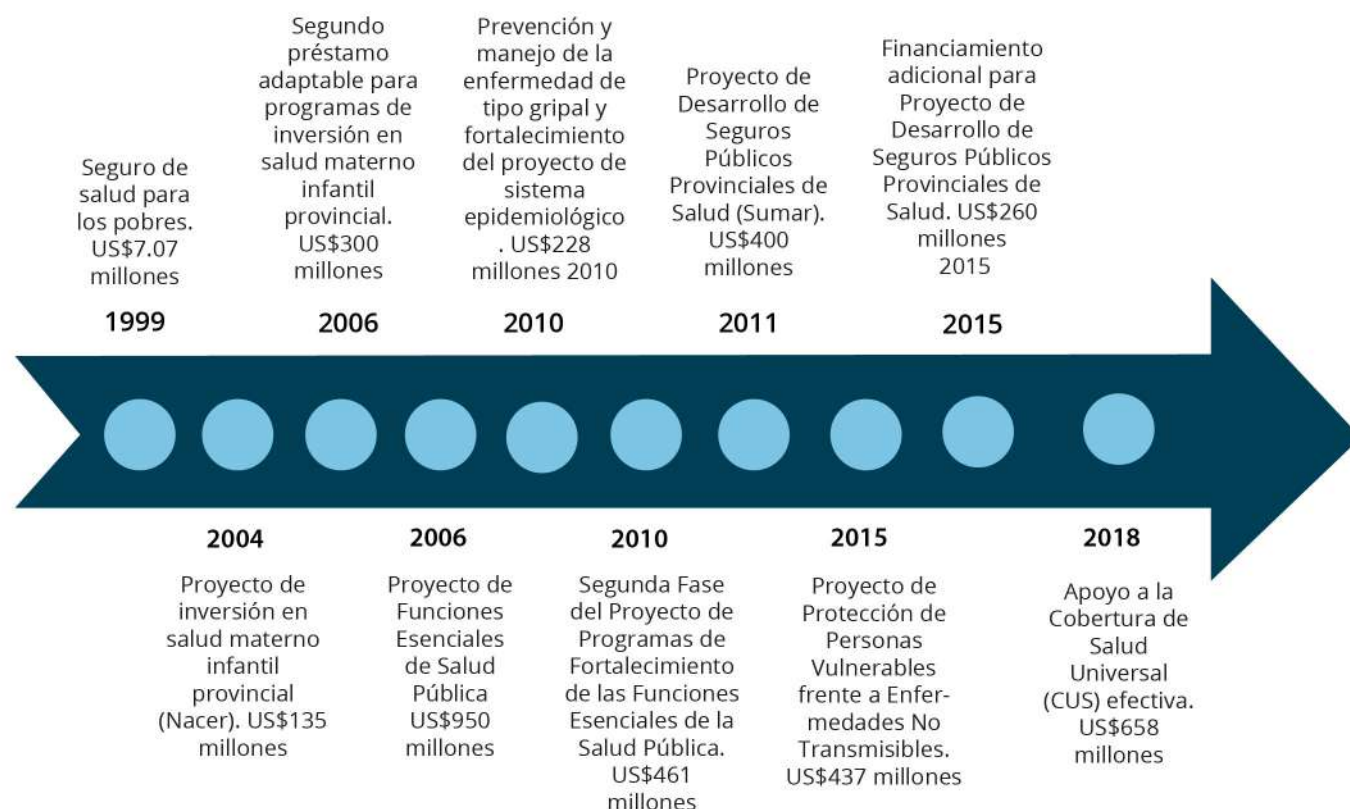 Seguro de
salud para
los pobres.
US$7.07
millones
1999
Segundo
préstamo
adaptable para
programas de
inversión en
salud materno
infantil
provincial.
US$300
millones
2006
Prevención y
manejo de la
enfermedad de
tipo gripal y
fortalecimiento
del proyecto de
sistema
epidemiológico
. US$228
millones 2010
2010
Proyecto de
Desarrollo de
Seguros
Públicos
Provinciales de
Salud (Sumar).
US$400
millones
2011
Financiamiento
adicional para
Proyecto de
Desarrollo de
Seguros Públicos
Provinciales de
Salud. US$260
millones
2015
2015
2004
Proyecto de
inversión en
salud materno
infantil
provincial
(Nacer). US$135
millones
2006
Proyecto de
Funciones
Esenciales
de Salud
Pública
US$950
millones
2010
Segunda Fase
del Proyecto de
Programas de
Fortalecimiento
de las Funciones
Esenciales de la
Salud Pública.
US$461
millones
2015
Proyecto de
Protección de
Personas
Vulnerables
frente a Enfer-
medades No
Transmisibles.
US$437 millones
2018
Apoyo a la
Cobertura de
Salud
Universal
(CUS) efectiva.
US$658
millones